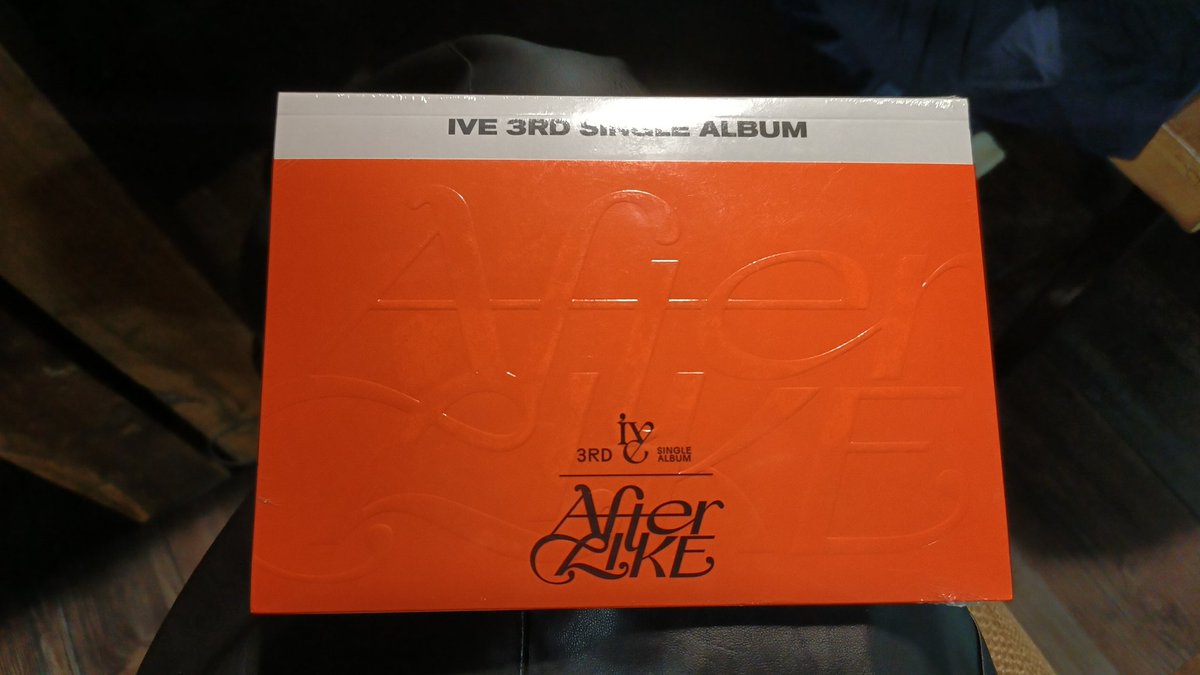 IVE 3RD SINGLE ALBUM
After
LIKE
ive
3RD SINGLE
ALBUM
After
LIKE